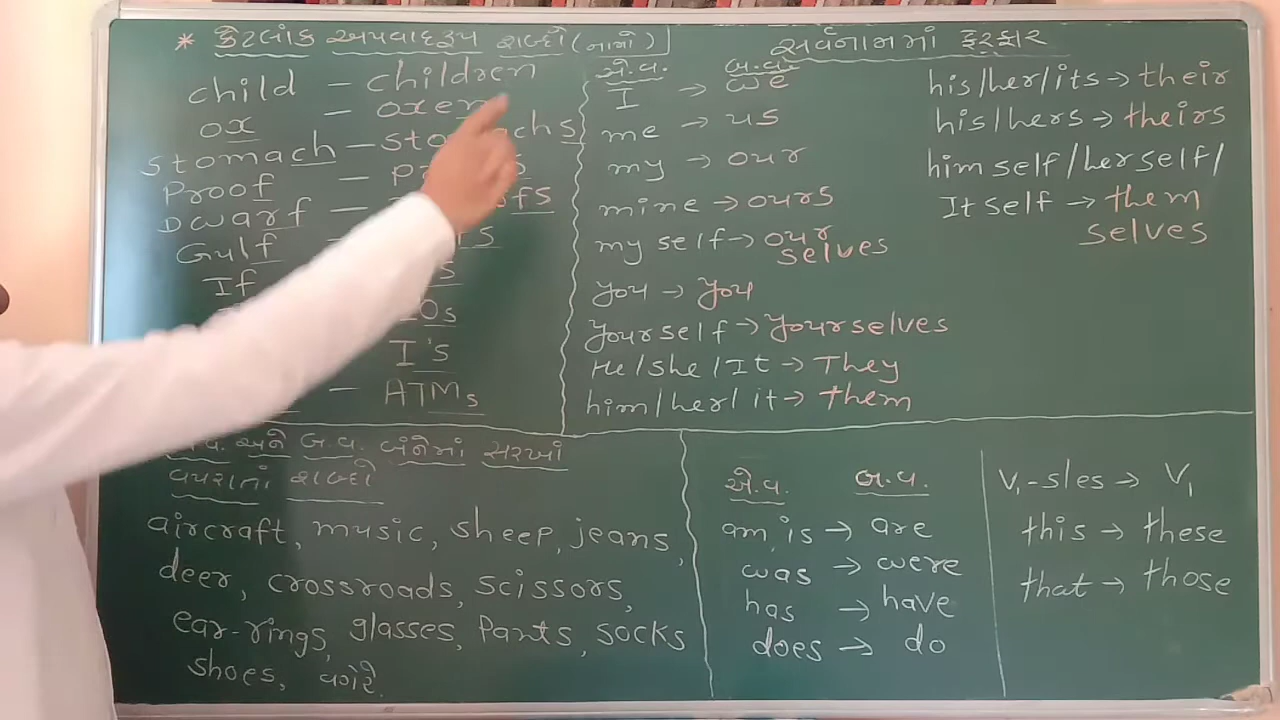 * કેટલાંક અપવાદરૂપ શબ્દો (નામો)
child - children
ox - oxen
stomach - stomachs
Proof -
Dwarf -
Gulf -
If
I's
- ATMs
સર્વનામમાં ફેરફાર
એ.વ. બ.વ.
I → we
me → us
my → our
mine → ours
my self → our selves
you → you
Yourself → Yourselves
He/she/It → They
him/her/it → them
his/her/its → their
his/hers → theirs
him self/her self/
It self → them
selves
અને બ.વ. બંનેમાં સરખાં
વપરાતાં શબ્દો
aircraft, music, sheep, jeans,
deer, crossroads, scissors,
ear-rings, glasses, Pants, socks
shoes, વગેરે.
એ.વ. બ.વ.
am, is → are
was → were
has → have
does → do
V₁-s/es → V₁
this → these
that → those